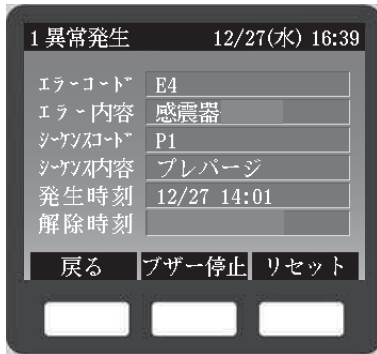 1 異常発生 12/27(水) 16:39
エラーコード E4
エラー内容 感震器
シーケンスコード P1
シーケンス内容 プレパージ
発生時刻 12/27 14:01
解除時刻
戻る ブザー停止 リセット